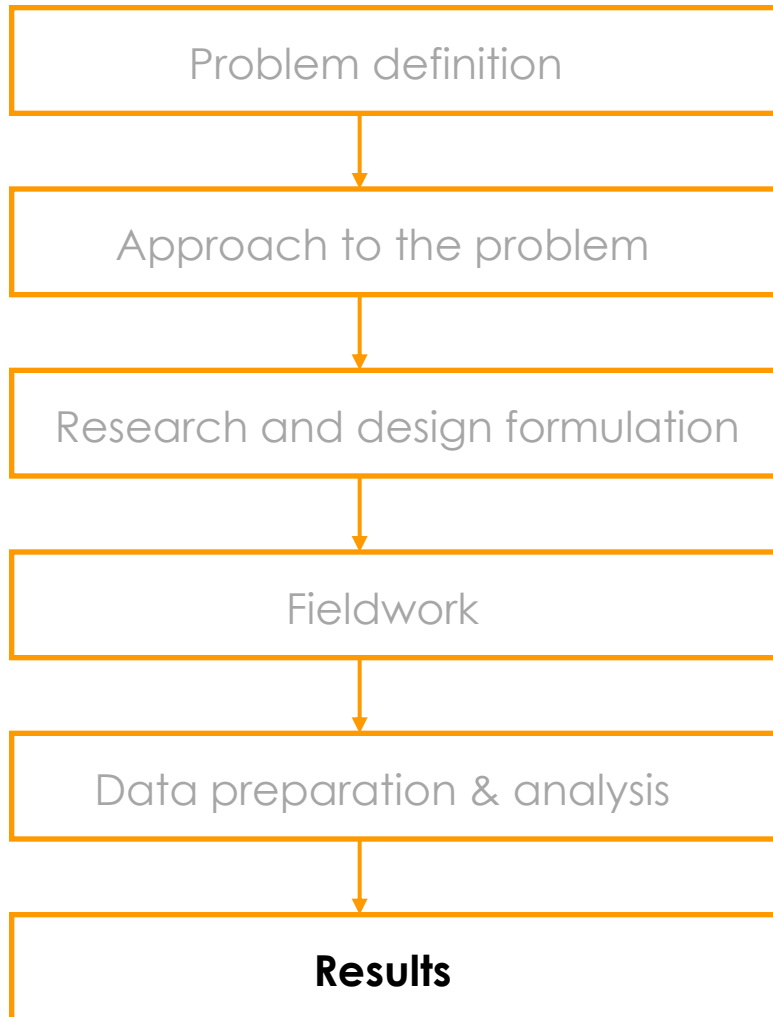 Problem definition
Approach to the problem
Research and design formulation
Fieldwork
Data preparation & analysis
Results